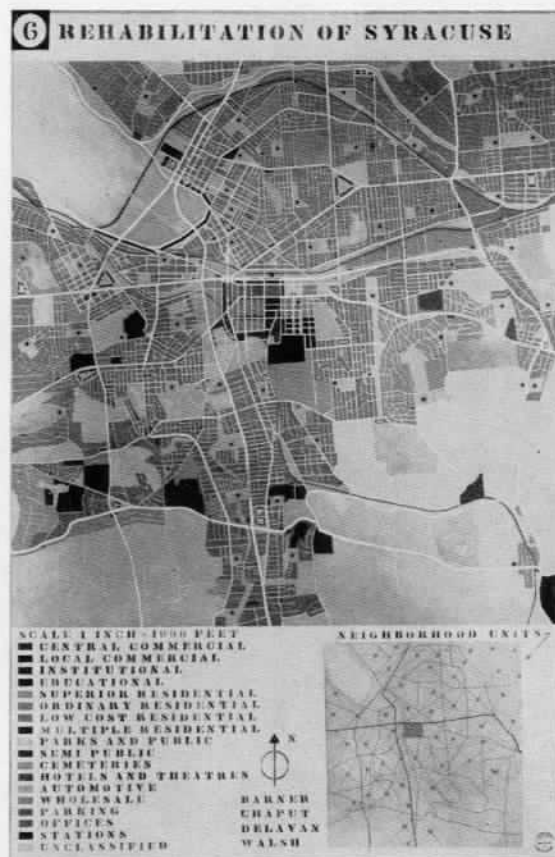 6 REHABILITATION OF SYRACUSE
SCALE 1 INCH = 1000 FEET
CENTRAL COMMERCIAL
LOCAL COMMERCIAL
INSTITUTIONAL
EDUCATIONAL
SUPERIOR RESIDENTIAL
ORDINARY RESIDENTIAL
LOW COST RESIDENTIAL
MULTIPLE RESIDENTIAL
PARKS AND PUBLIC
SEMI PUBLIC
CEMETERIES
HOTELS AND THEATRES
AUTOMOTIVE
WHOLESALE
PARKING
OFFICES
STATIONS
UNCLASSIFIED
N
BARNER
CHAPUT
DELAVAN
WALSH
NEIGHBORHOOD UNITS